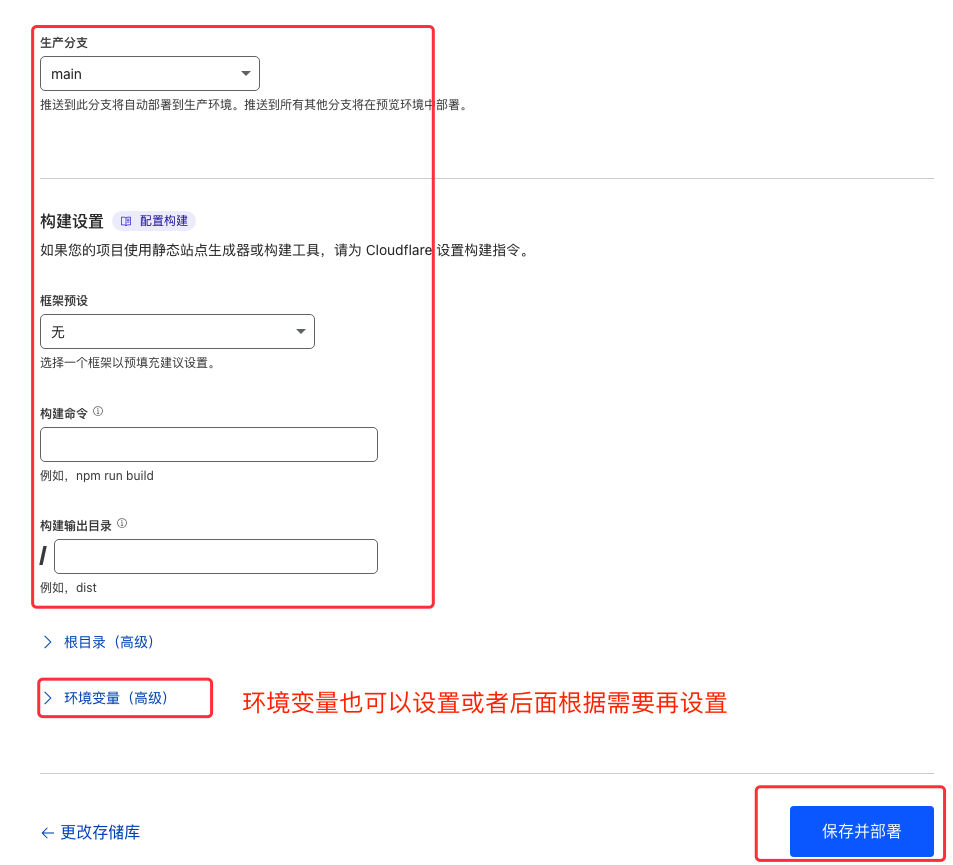 生产分支
main
推送到此分支将自动部署到生产环境。推送到所有其他分支将在预览环境中部署。
构建设置 配置构建
如果您的项目使用静态站点生成器或构建工具，请为 Cloudflare 设置构建指令。
框架预设
无
选择一个框架以预填充建议设置。
构建命令
例如，npm run build
构建输出目录
/
例如，dist
根目录（高级）
环境变量（高级） 环境变量也可以设置或者后面根据需要再设置
← 更改存储库 保存并部署